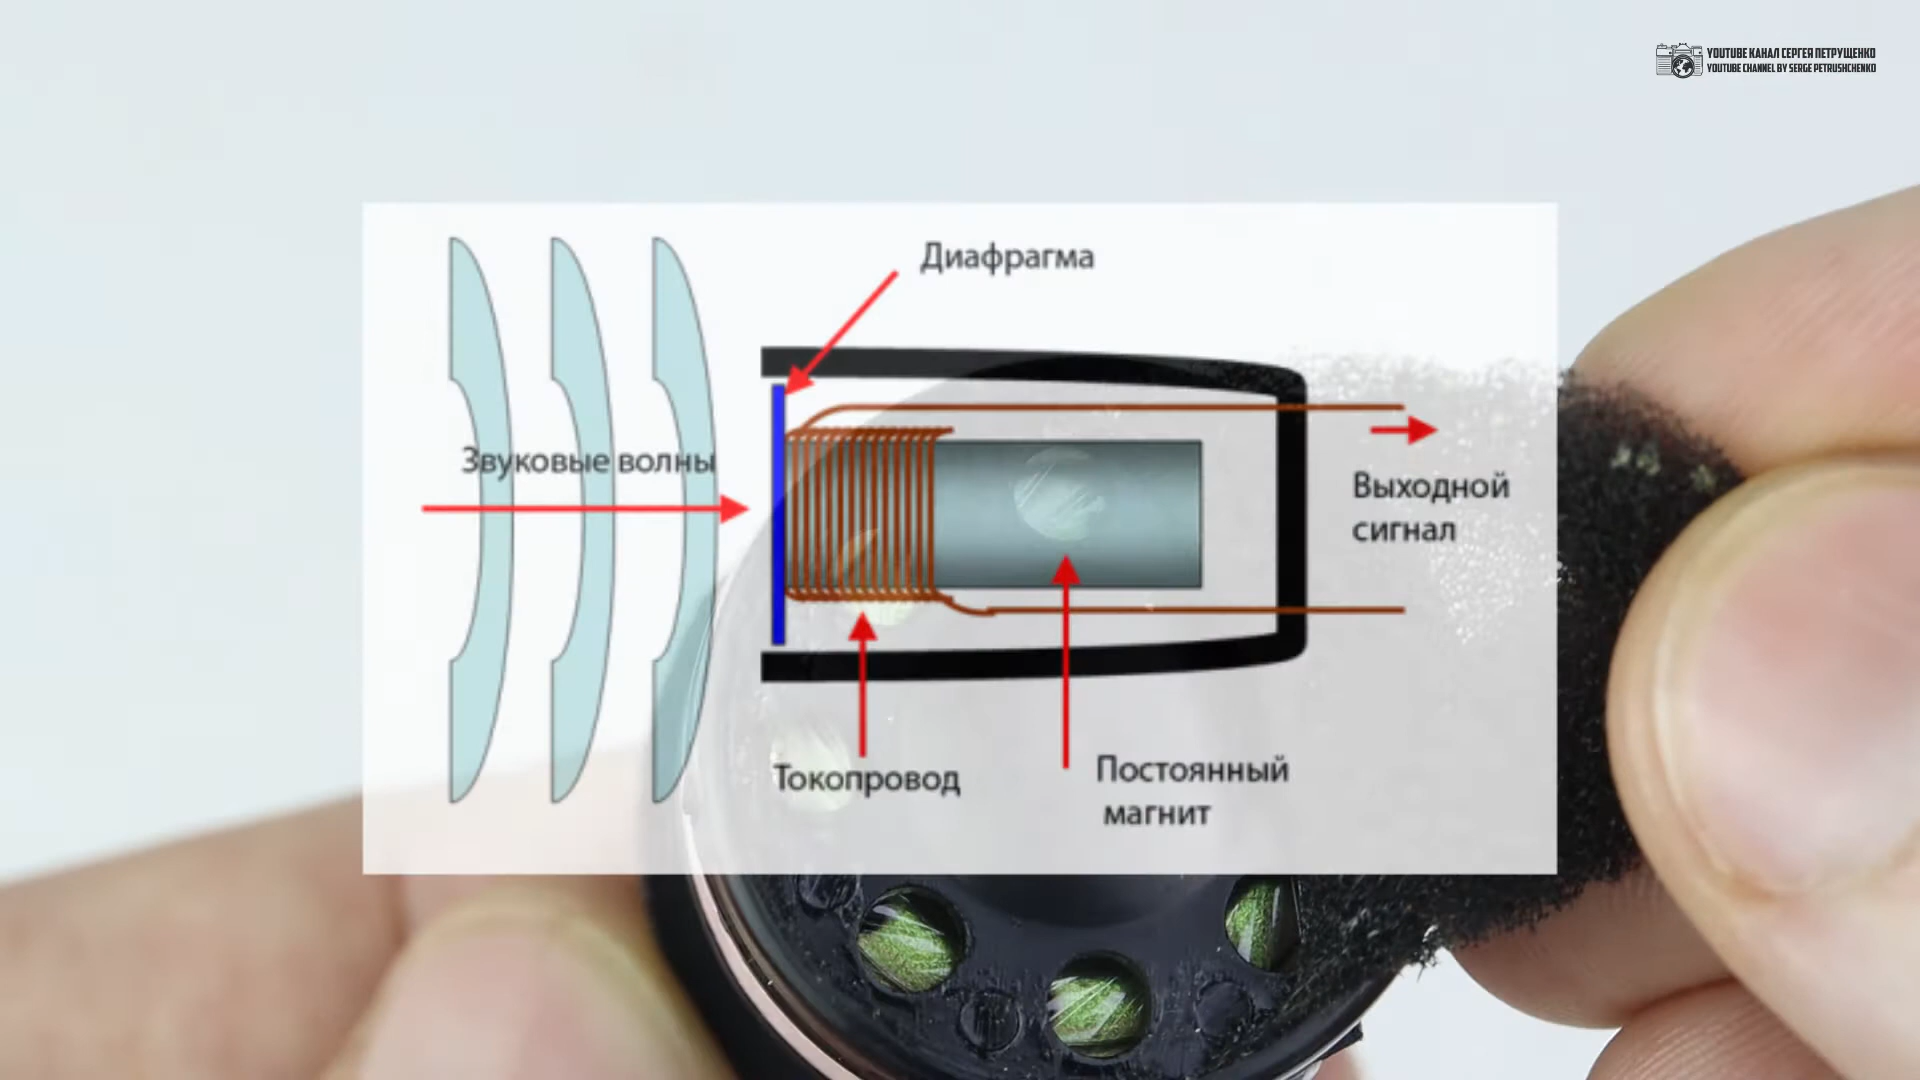 YOUTUBE КАНАЛ СЕРГЕЯ ПЕТРУЩЕНКО
YOUTUBE CHANNEL BY SERGE PETRUSHCHENKO
Диафрагма
Звуковые волны
Выходной
сигнал
Токопровод
Постоянный
магнит